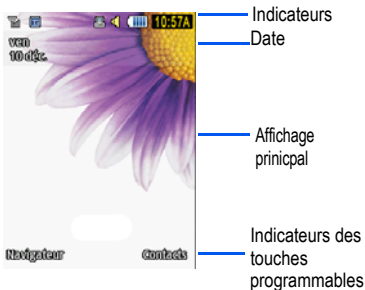 10:57A
Indicateurs
ven
Date
10 déc.
Affichage
prinicpal
Navigateur
Contacts
Indicateurs des
touches
programmables